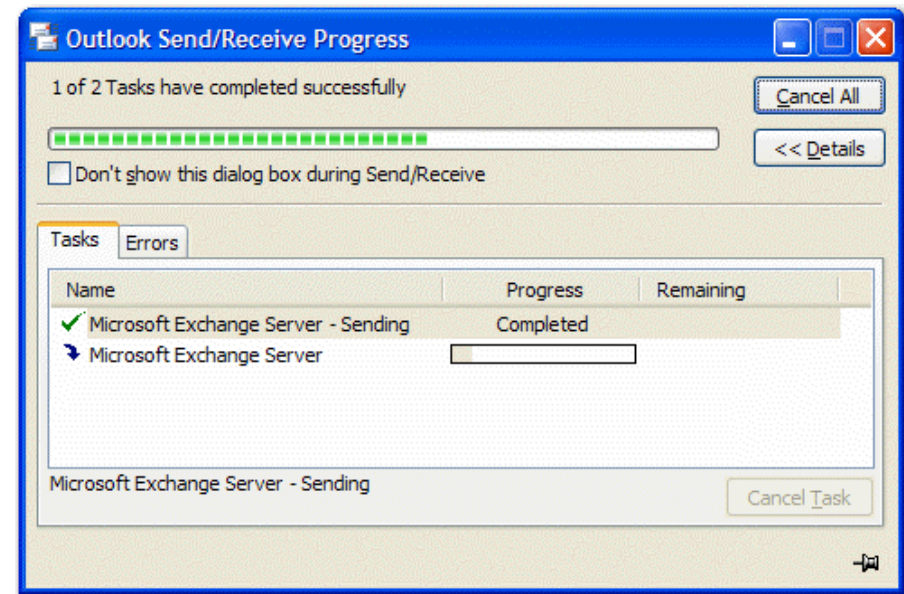 Outlook Send/Receive Progress
1 of 2 Tasks have completed successfully
Cancel All
<< Details
Don't show this dialog box during Send/Receive
Tasks Errors
Name Progress Remaining
Microsoft Exchange Server - Sending Completed
Microsoft Exchange Server
Microsoft Exchange Server - Sending
Cancel Task